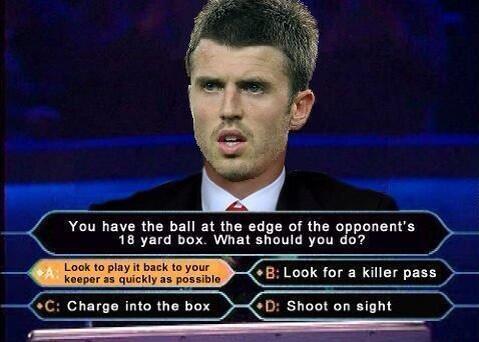 You have the ball at the edge of the opponent's
18 yard box. What should you do?
A: Look to play it back to your
keeper as quickly as possible
B: Look for a killer pass
C: Charge into the box
D: Shoot on sight